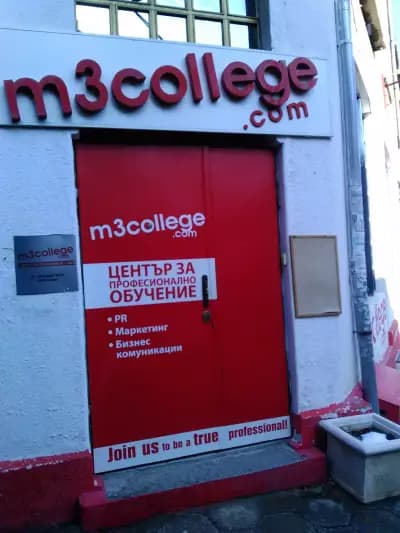 m3college
.com
m3college
.com
m3college
ЦЕНТЪР ЗА
ПРОФЕСИОНАЛНО
ОБУЧЕНИЕ
• PR
• Маркетинг
• Бизнес
комуникации
Join us to be a true professional!